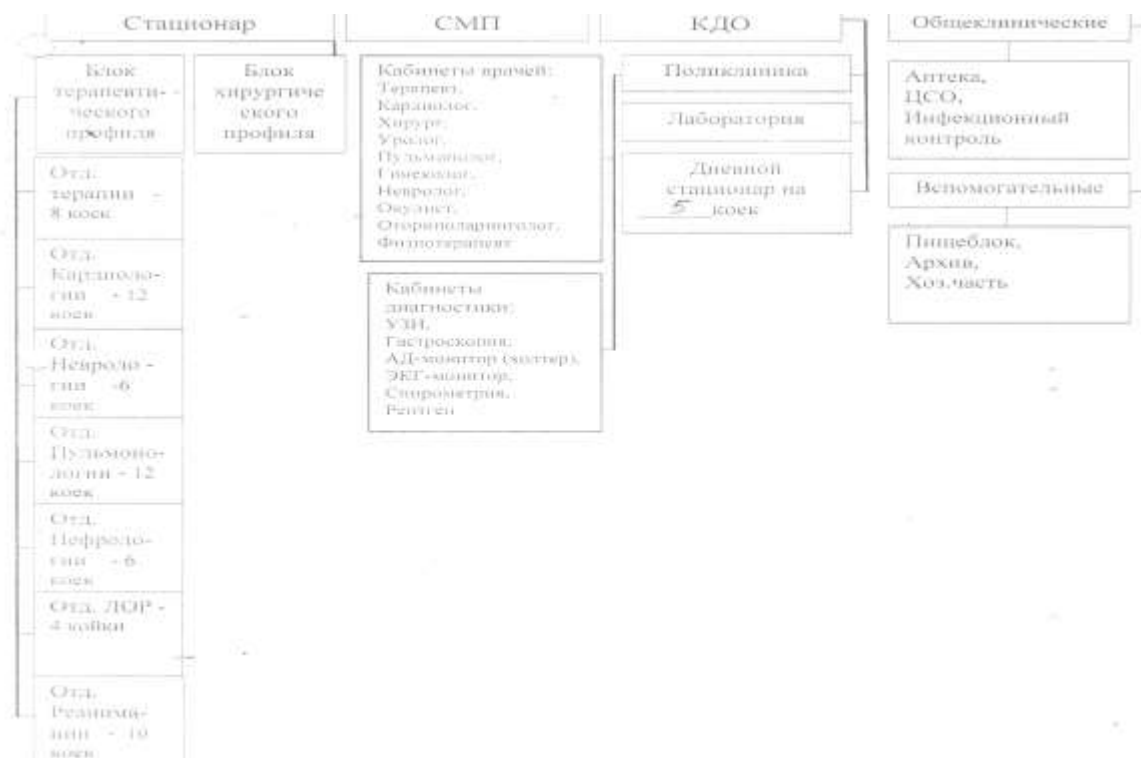 Стационар
Блок
терапевти-
ческого
профиля
Блок
хирургиче
ского
профиля
Отд.
терапии -
8 коек
Отд.
Кардиоло-
гии - 12
коек
Отд.
Невроло -
гии -6
коек
Отд.
Пульмоно-
логии - 12
коек
Отд.
Нефроло-
гии - 6
коек
Отд. ЛОР -
4 койки
Отд.
Реанима-
ции - 10
коек
СМП
Кабинеты врачей:
Терапевт,
Кардиолог,
Хирург,
Уролог,
Пульманолог,
Гинеколог,
Невролог,
Окулист,
Оториноларинголог,
Физиотерапевт
Кабинеты
диагностики:
УЗИ,
Гастроскопия,
АД-монитор (холтер),
ЭКГ-монитор,
Спирометрия,
Рентген
КДО
Поликлиника
Лаборатория
Дневной
стационар на
5 коек
Общеклинические
Аптека,
ЦСО,
Инфекционный
контроль
Вспомогательные
Пищеблок,
Архив,
Хоз.часть